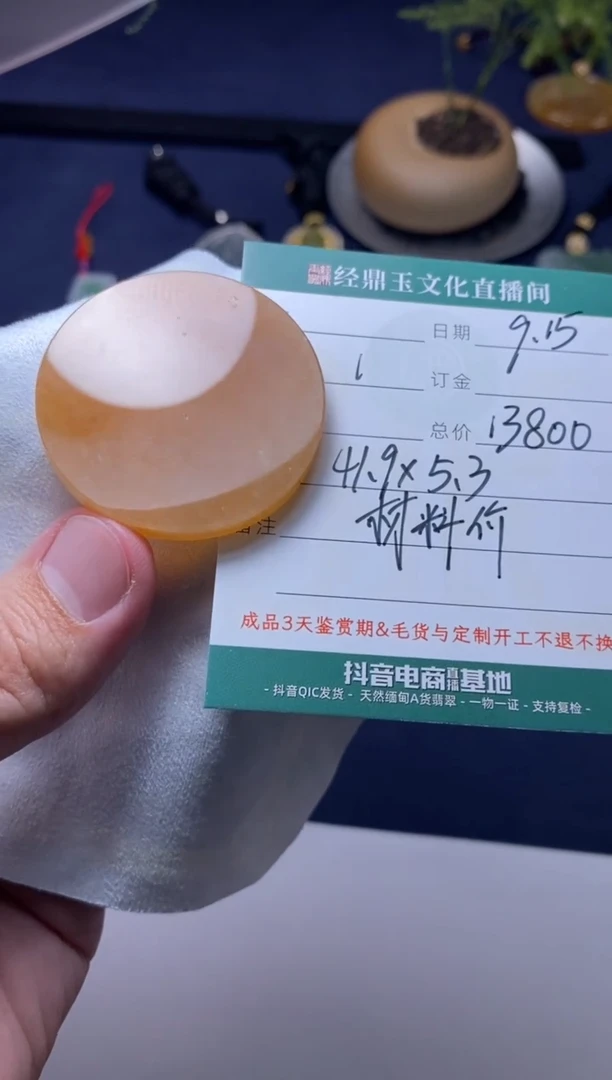 经鼎玉文化直播间
日期 9.15
1 订金
总价 13800
41.9×5.3
备注 材料价
成品3天鉴赏期&毛货与定制开工不退不换
抖音电商直播基地
- 抖音QIC发货 - 天然缅甸A货翡翠 - 一物一证 - 支持复检 -